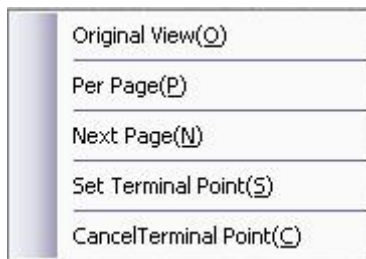 Original View(O)
Per Page(P)
Next Page(N)
Set Terminal Point(S)
CancelTerminal Point(C)